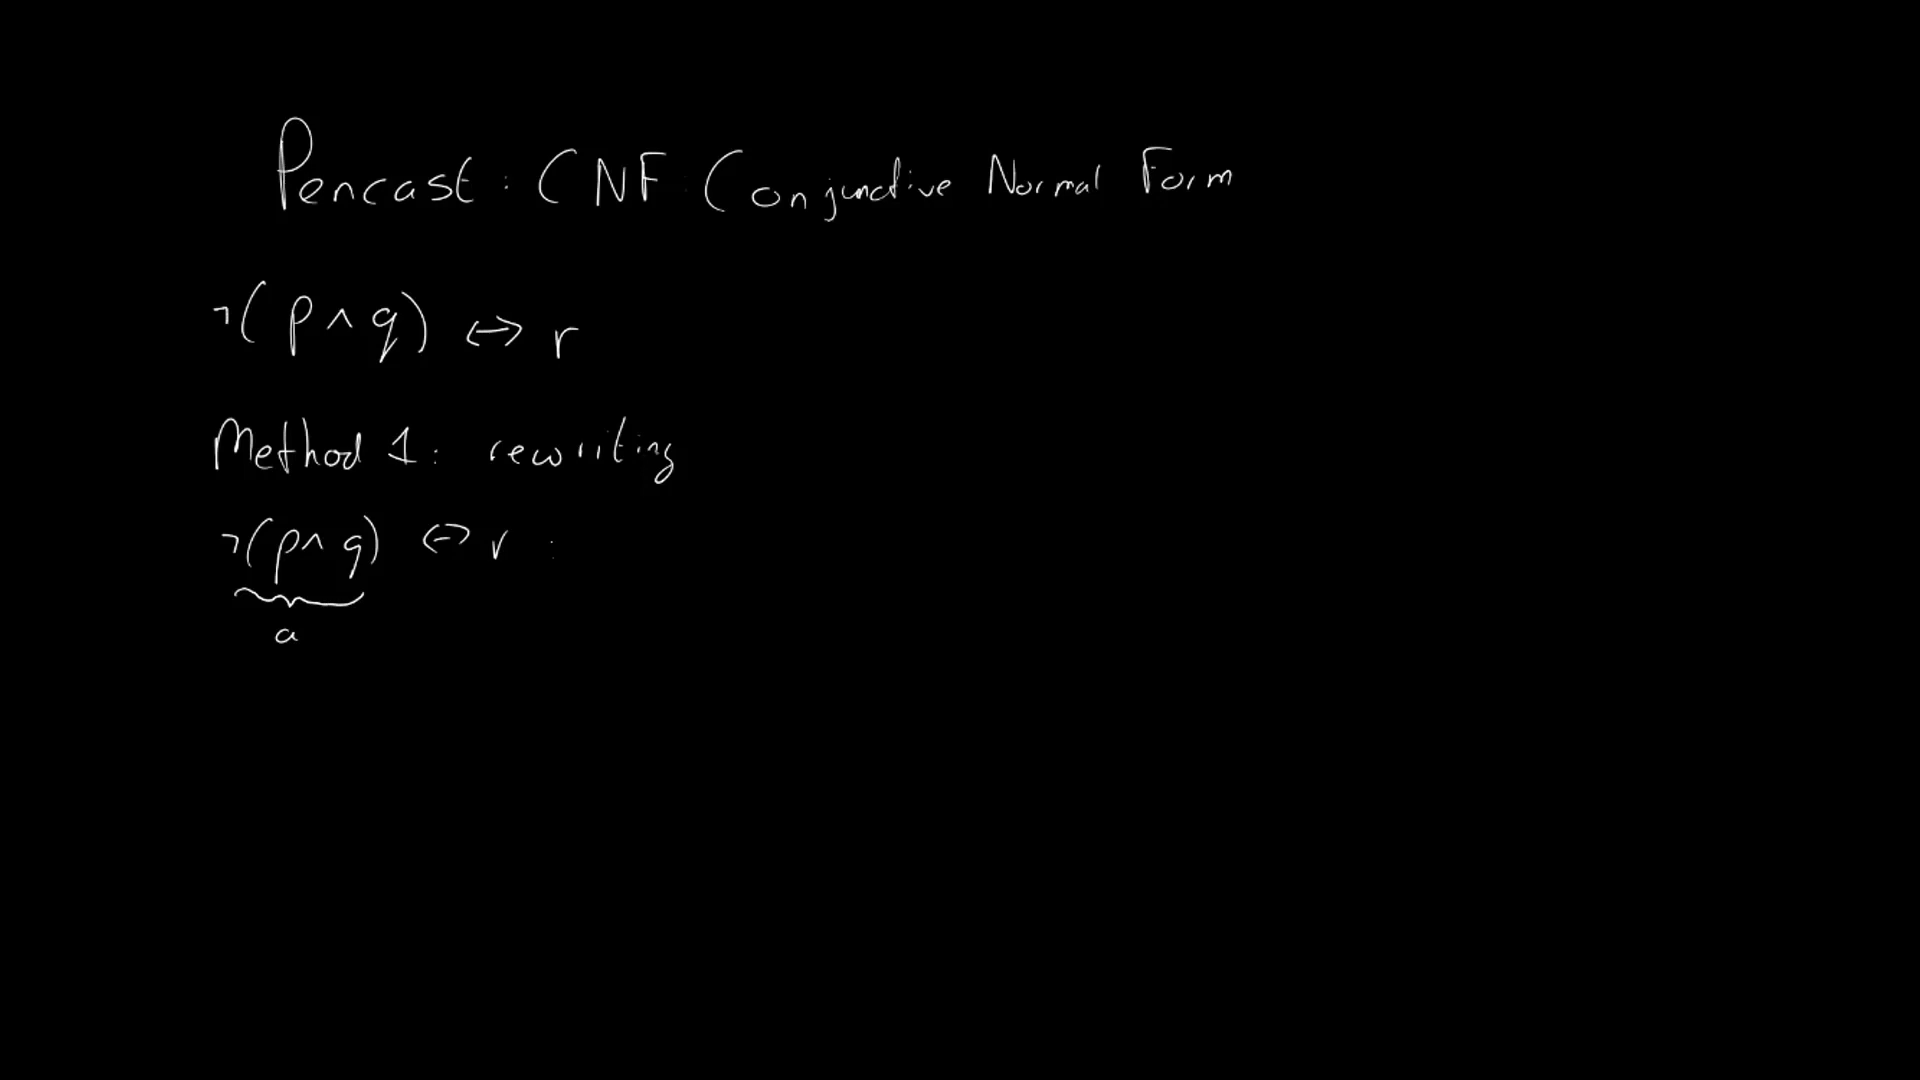 Pencast: CNF: Conjunctive Normal Form
¬(p ∧ q) ↔ r
Method 1: rewriting
¬(p ∧ q) ↔ r :
a